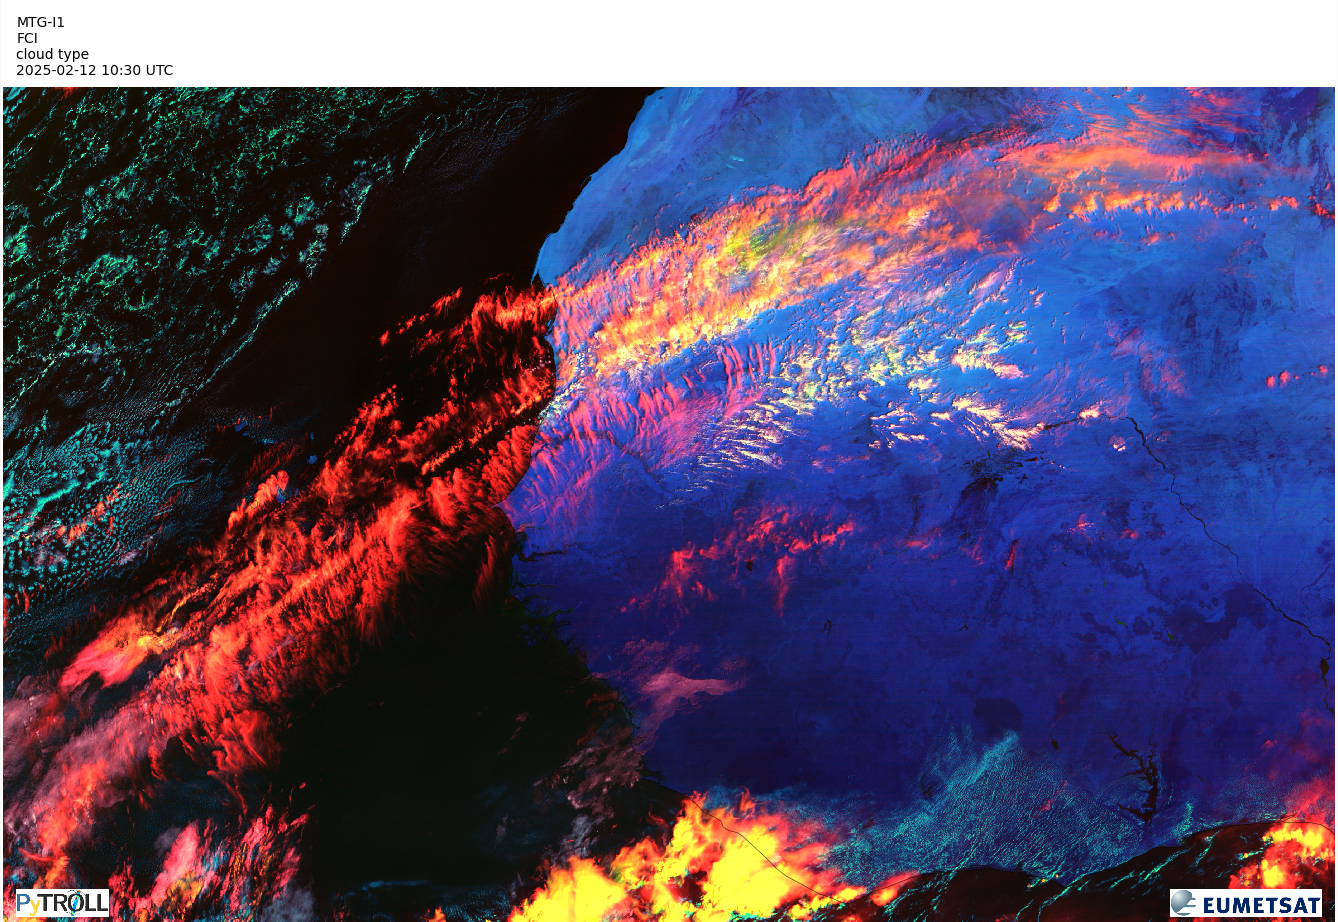 MTG-I1
FCI
cloud type
2025-02-12 10:30 UTC
PyTROLL
EUMETSAT